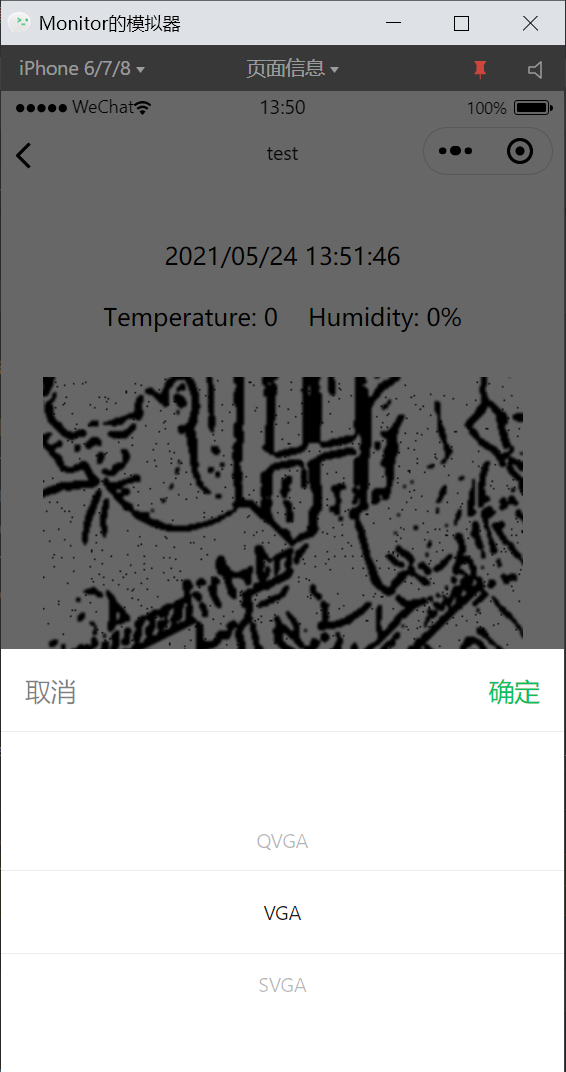 Monitor的模拟器
iPhone 6/7/8 页面信息
WeChat 13:50 100%
test
2021/05/24 13:51:46
Temperature: 0 Humidity: 0%
取消 确定
QVGA
VGA
SVGA